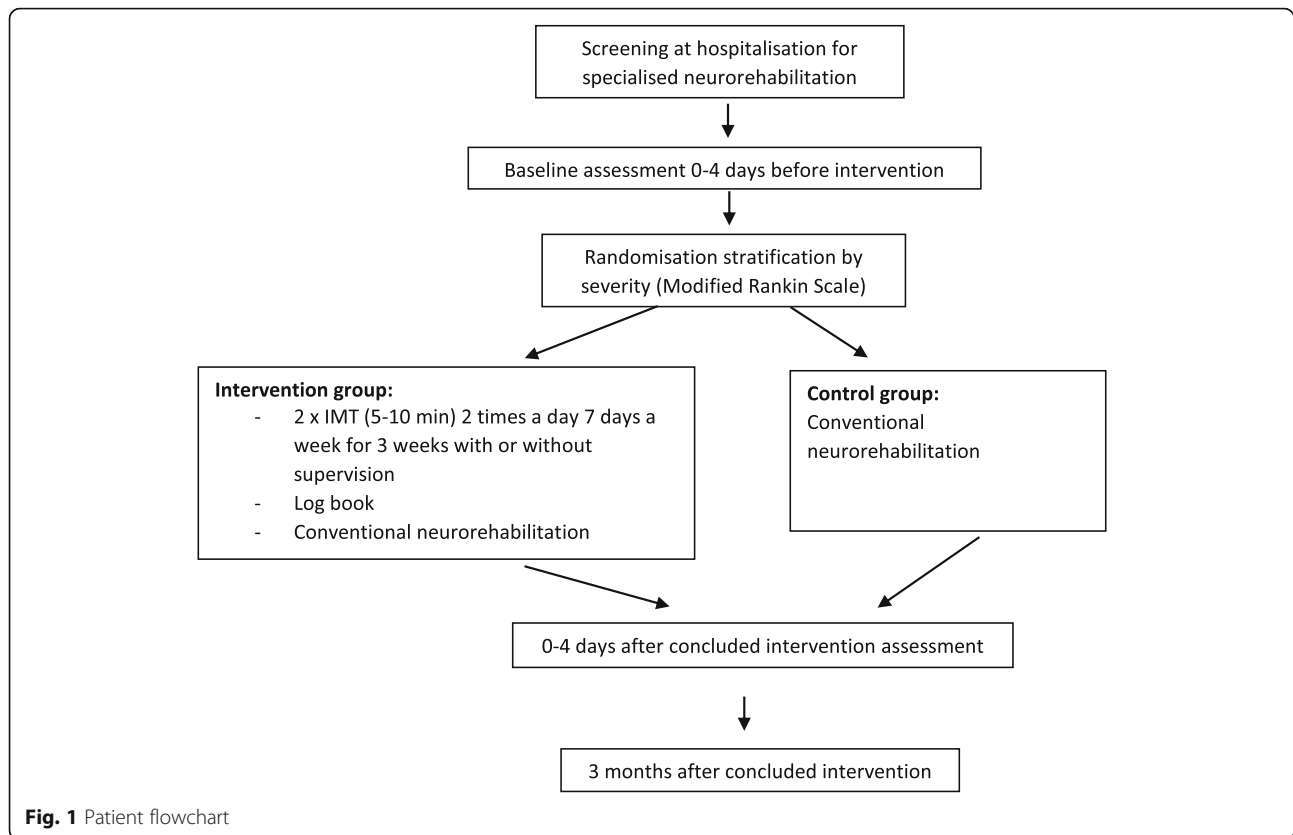 Screening at hospitalisation for
specialised neurorehabilitation
Baseline assessment 0-4 days before intervention
Randomisation stratification by
severity (Modified Rankin Scale)
Intervention group:
- 2 x IMT (5-10 min) 2 times a day 7 days a
week for 3 weeks with or without
supervision
- Log book
- Conventional neurorehabilitation
Control group:
Conventional
neurorehabilitation
0-4 days after concluded intervention assessment
3 months after concluded intervention
Fig. 1 Patient flowchart